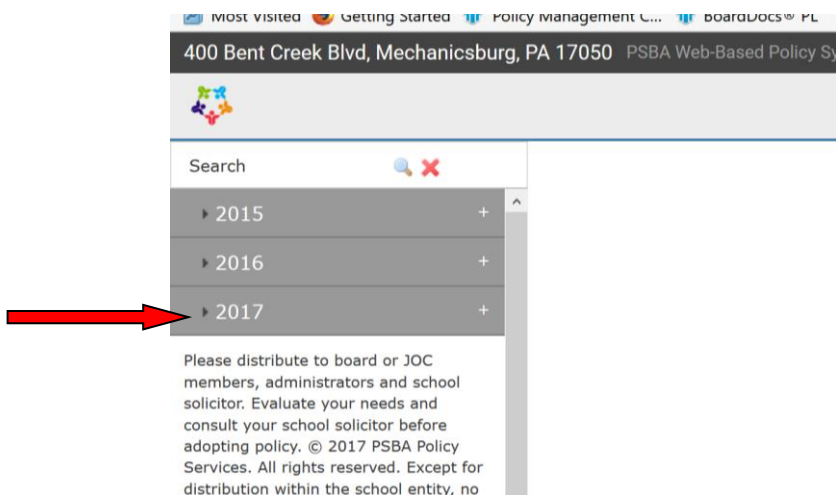 Most Visited Getting Started Policy Management C... BoardDocs® PL
400 Bent Creek Blvd, Mechanicsburg, PA 17050 PSBA Web-Based Policy Sy
Search
2015 +
2016 +
2017 +
Please distribute to board or JOC
members, administrators and school
solicitor. Evaluate your needs and
consult your school solicitor before
adopting policy. © 2017 PSBA Policy
Services. All rights reserved. Except for
distribution within the school entity, no